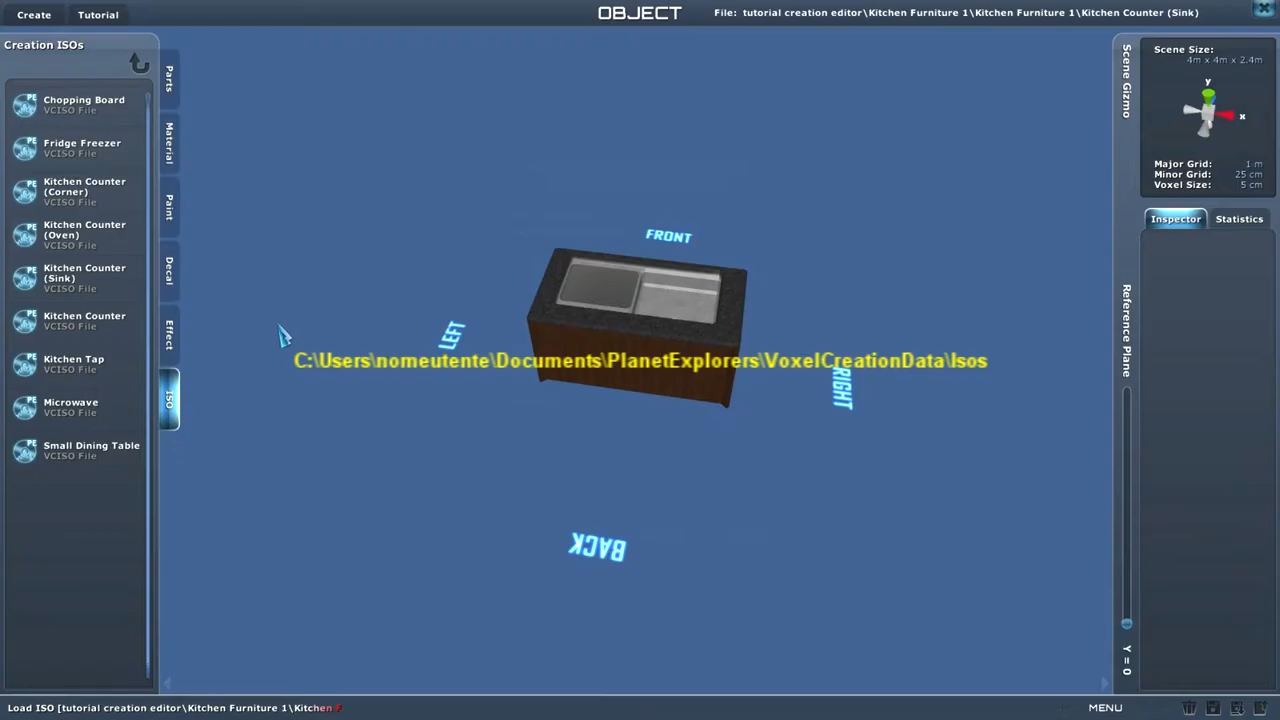 Create
Tutorial
OBJECT
File: tutorial creation editor\Kitchen Furniture 1\Kitchen Furniture 1\Kitchen Counter (Sink)
Creation ISOs
Chopping Board
VCISO File
Fridge Freezer
VCISO File
Kitchen Counter
(Corner)
VCISO File
Kitchen Counter
(Oven)
VCISO File
Kitchen Counter
(Sink)
VCISO File
Kitchen Counter
VCISO File
Kitchen Tap
VCISO File
Microwave
VCISO File
Small Dining Table
VCISO File
Parts
Material
Paint
Decal
Effect
ISO
FRONT
LEFT
C:\Users\nomeutente\Documents\PlanetExplorers\VoxelCreationData\Isos
RIGHT
BACK
Scene Gizmo
Reference Plane
Y = 0
Scene Size:
4m x 4m x 2.4m
y
x
Major Grid: 1 m
Minor Grid: 25 cm
Voxel Size: 5 cm
Inspector
Statistics
Load ISO [tutorial creation editor\Kitchen Furniture 1\Kitchen F
MENU